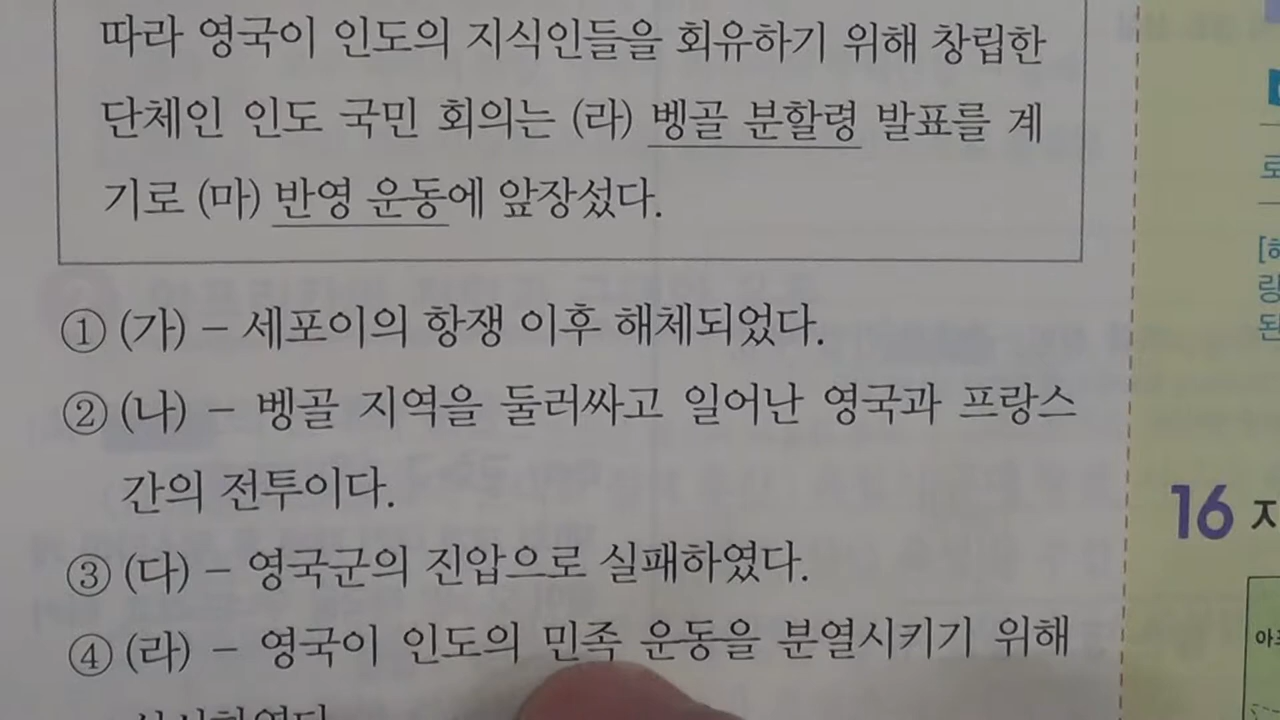 따라 영국이 인도의 지식인들을 회유하기 위해 창립한
단체인 인도 국민 회의는 (라) 벵골 분할령 발표를 계
기로 (마) 반영 운동에 앞장섰다.
① (가) – 세포이의 항쟁 이후 해체되었다.
② (나) – 벵골 지역을 둘러싸고 일어난 영국과 프랑스
간의 전투이다.
③ (다) – 영국군의 진압으로 실패하였다.
④ (라) – 영국이 인도의 민족 운동을 분열시키기 위해
16